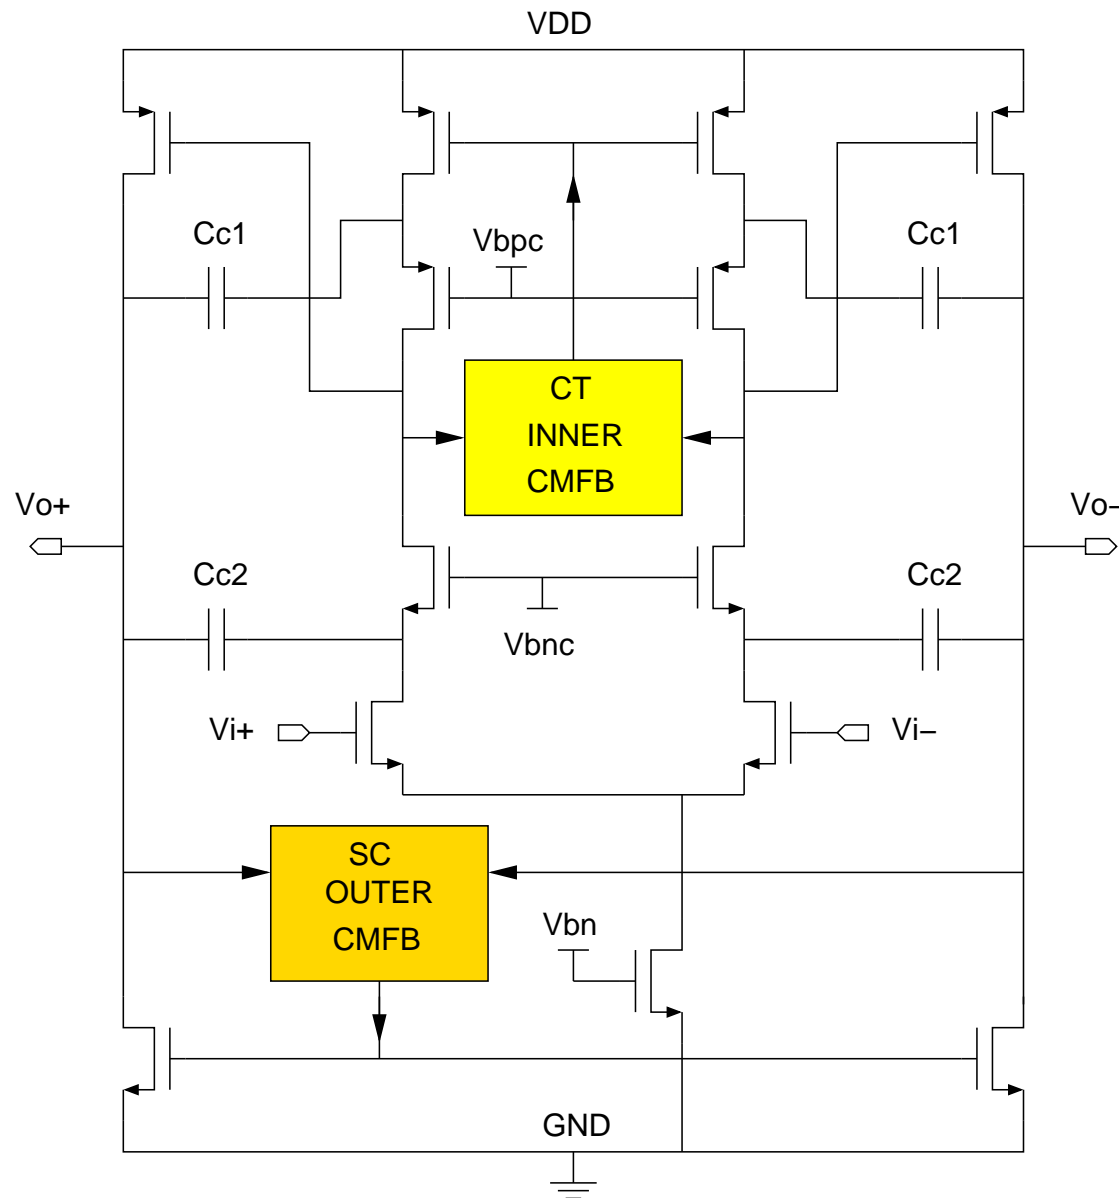 VDD
Cc1
Cc1
Vbpc
CT
INNER
CMFB
Vo+
Vo−
Cc2
Cc2
Vbnc
Vi+
Vi−
SC
OUTER
CMFB
Vbn
GND